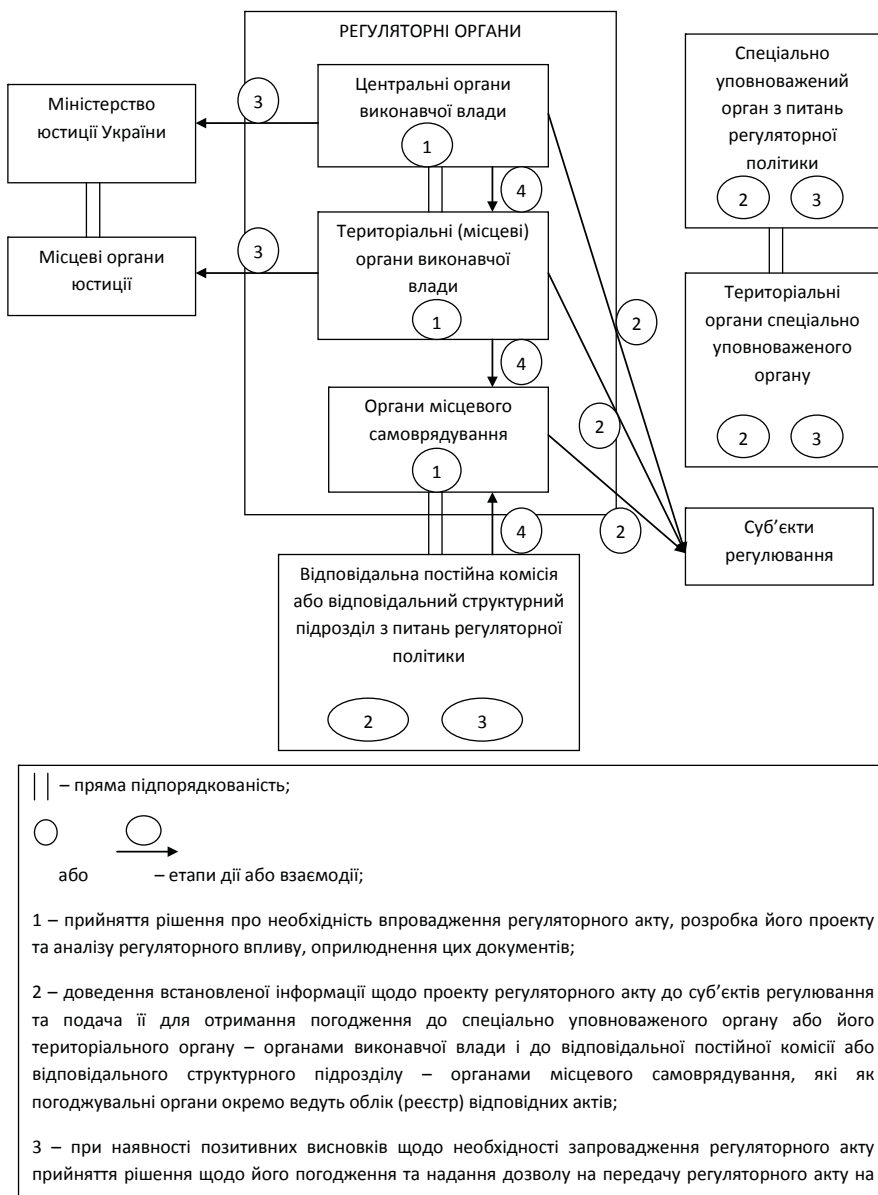 РЕГУЛЯТОРНІ ОРГАНИ
Міністерство
юстиції України
3
Центральні органи
виконавчої влади
1
Спеціально
уповноважений
орган з питань
регуляторної
політики
2 3
4
Місцеві органи
юстиції
3
Територіальні (місцеві)
органи виконавчої
влади
1
2
Територіальні
органи спеціально
уповноваженого
органу
2 3
4
Органи місцевого
самоврядування
1
2
4
2
Суб’єкти
регулювання
Відповідальна постійна комісія
або відповідальний структурний
підрозділ з питань регуляторної
політики
2 3
– пряма підпорядкованість;
або – етапи дії або взаємодії;
1 – прийняття рішення про необхідність впровадження регуляторного акту, розробка його проекту
та аналізу регуляторного впливу, оприлюднення цих документів;
2 – доведення встановленої інформації щодо проекту регуляторного акту до суб’єктів регулювання
та подача її для отримання погодження до спеціально уповноваженого органу або його
територіального органу – органами виконавчої влади і до відповідальної постійної комісії або
відповідального структурного підрозділу – органами місцевого самоврядування, які як
погоджувальні органи окремо ведуть облік (реєстр) відповідних актів;
3 – при наявності позитивних висновків щодо необхідності запровадження регуляторного акту
прийняття рішення щодо його погодження та надання дозволу на передачу регуляторного акту на